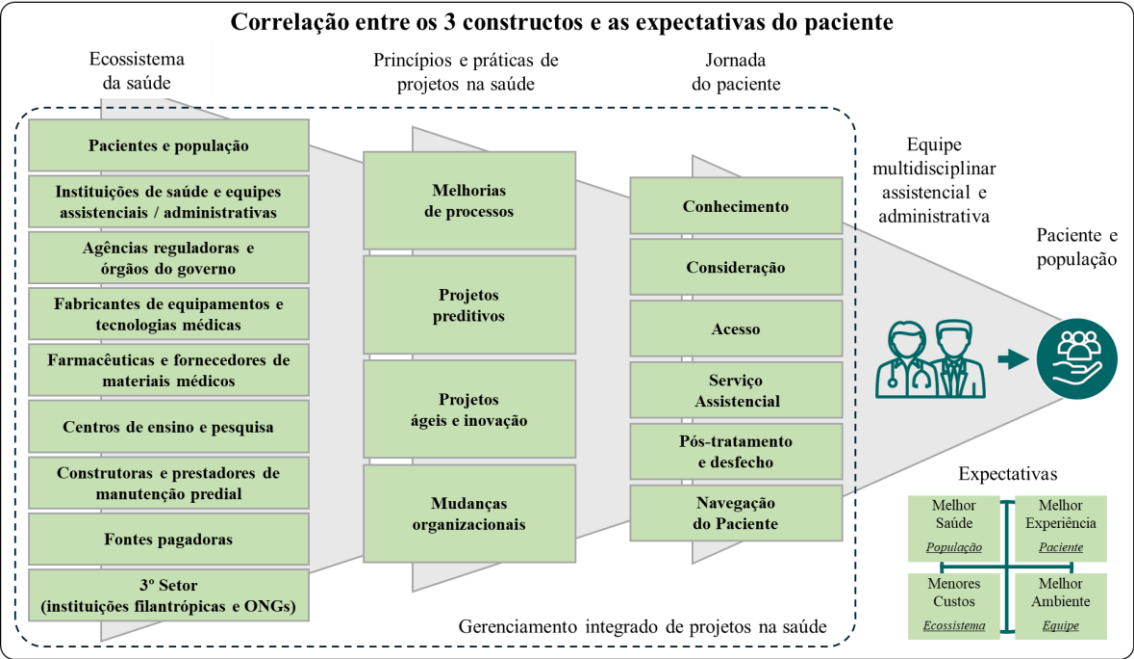 Correlação entre os 3 constructos e as expectativas do paciente
Ecossistema
da saúde
Pacientes e população
Instituições de saúde e equipes
assistenciais / administrativas
Agências reguladoras e
órgãos do governo
Fabricantes de equipamentos e
tecnologias médicas
Farmacêuticas e fornecedores de
materiais médicos
Centros de ensino e pesquisa
Construtoras e prestadores de
manutenção predial
Fontes pagadoras
3º Setor
(instituições filantrópicas e ONGs)
Princípios e práticas de
projetos na saúde
Melhorias
de processos
Projetos
preditivos
Projetos
ágeis e inovação
Mudanças
organizacionais
Jornada
do paciente
Conhecimento
Consideração
Acesso
Serviço
Assistencial
Pós-tratamento
e desfecho
Navegação
do Paciente
Gerenciamento integrado de projetos na saúde
Equipe
multidisciplinar
assistencial e
administrativa
Paciente e
população
Expectativas
Melhor
Saúde
População
Melhor
Experiência
Paciente
Menores
Custos
Ecossistema
Melhor
Ambiente
Equipe